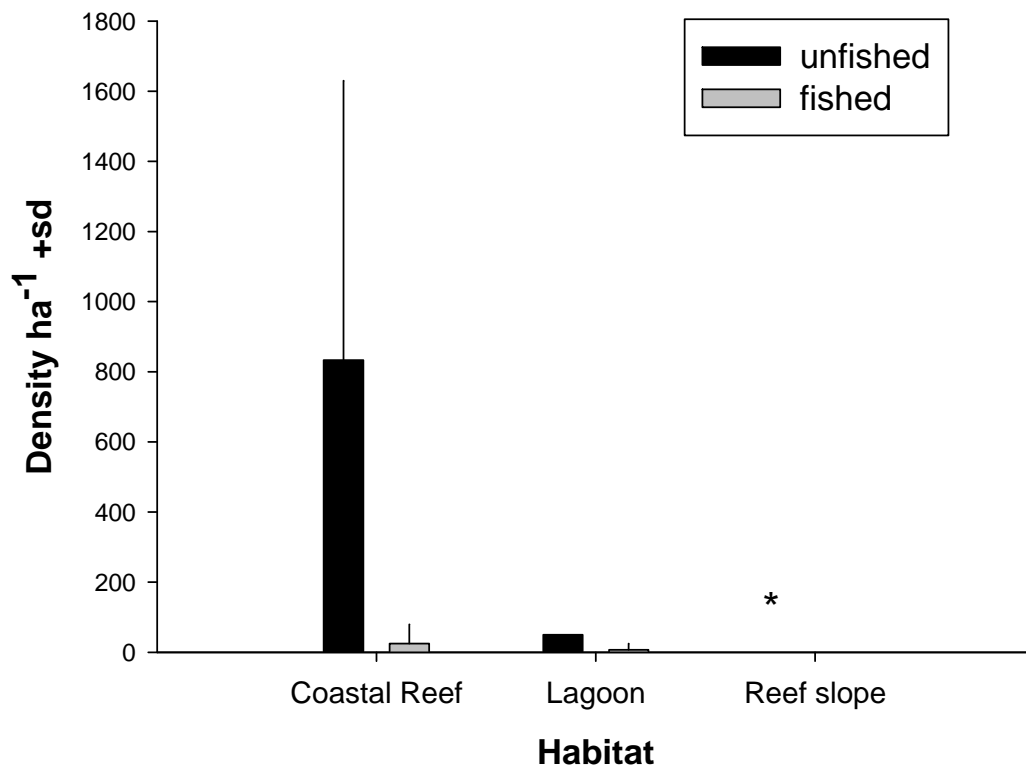 1800
1600
1400
1200
1000
800
600
400
200
0
Density ha-1 +sd
unfished
fished
*
Coastal Reef Lagoon Reef slope
Habitat